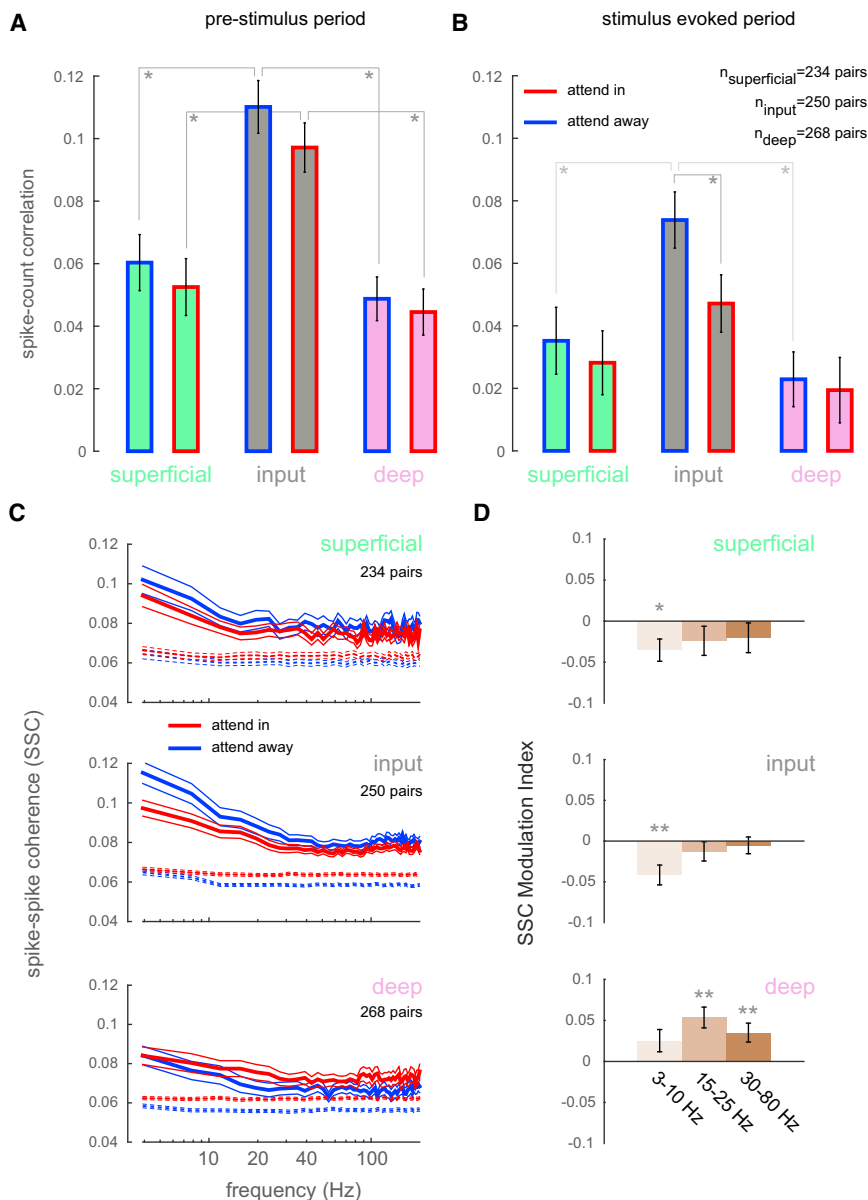 A
pre-stimulus period
B
stimulus evoked period
spike-count correlation
0.12
0.1
0.08
0.06
0.04
0.02
0
*
*
*
*
superficial
input
deep
0.12
0.1
0.08
0.06
0.04
0.02
0
attend in
attend away
nsuperficial=234 pairs
ninput=250 pairs
ndeep=268 pairs
*
*
*
superficial
input
deep
C
spike-spike coherence (SSC)
0.12
0.1
0.08
0.06
0.04
superficial
234 pairs
attend in
attend away
0.12
0.1
0.08
0.06
0.04
input
250 pairs
0.12
0.1
0.08
0.06
0.04
deep
268 pairs
10
20
40
100
frequency (Hz)
D
SSC Modulation Index
0.1
0.05
0
-0.05
-0.1
superficial
*
0.1
0.05
0
-0.05
-0.1
input
**
0.1
0.05
0
-0.05
-0.1
deep
**
**
3-10 Hz
15-25 Hz
30-80 Hz